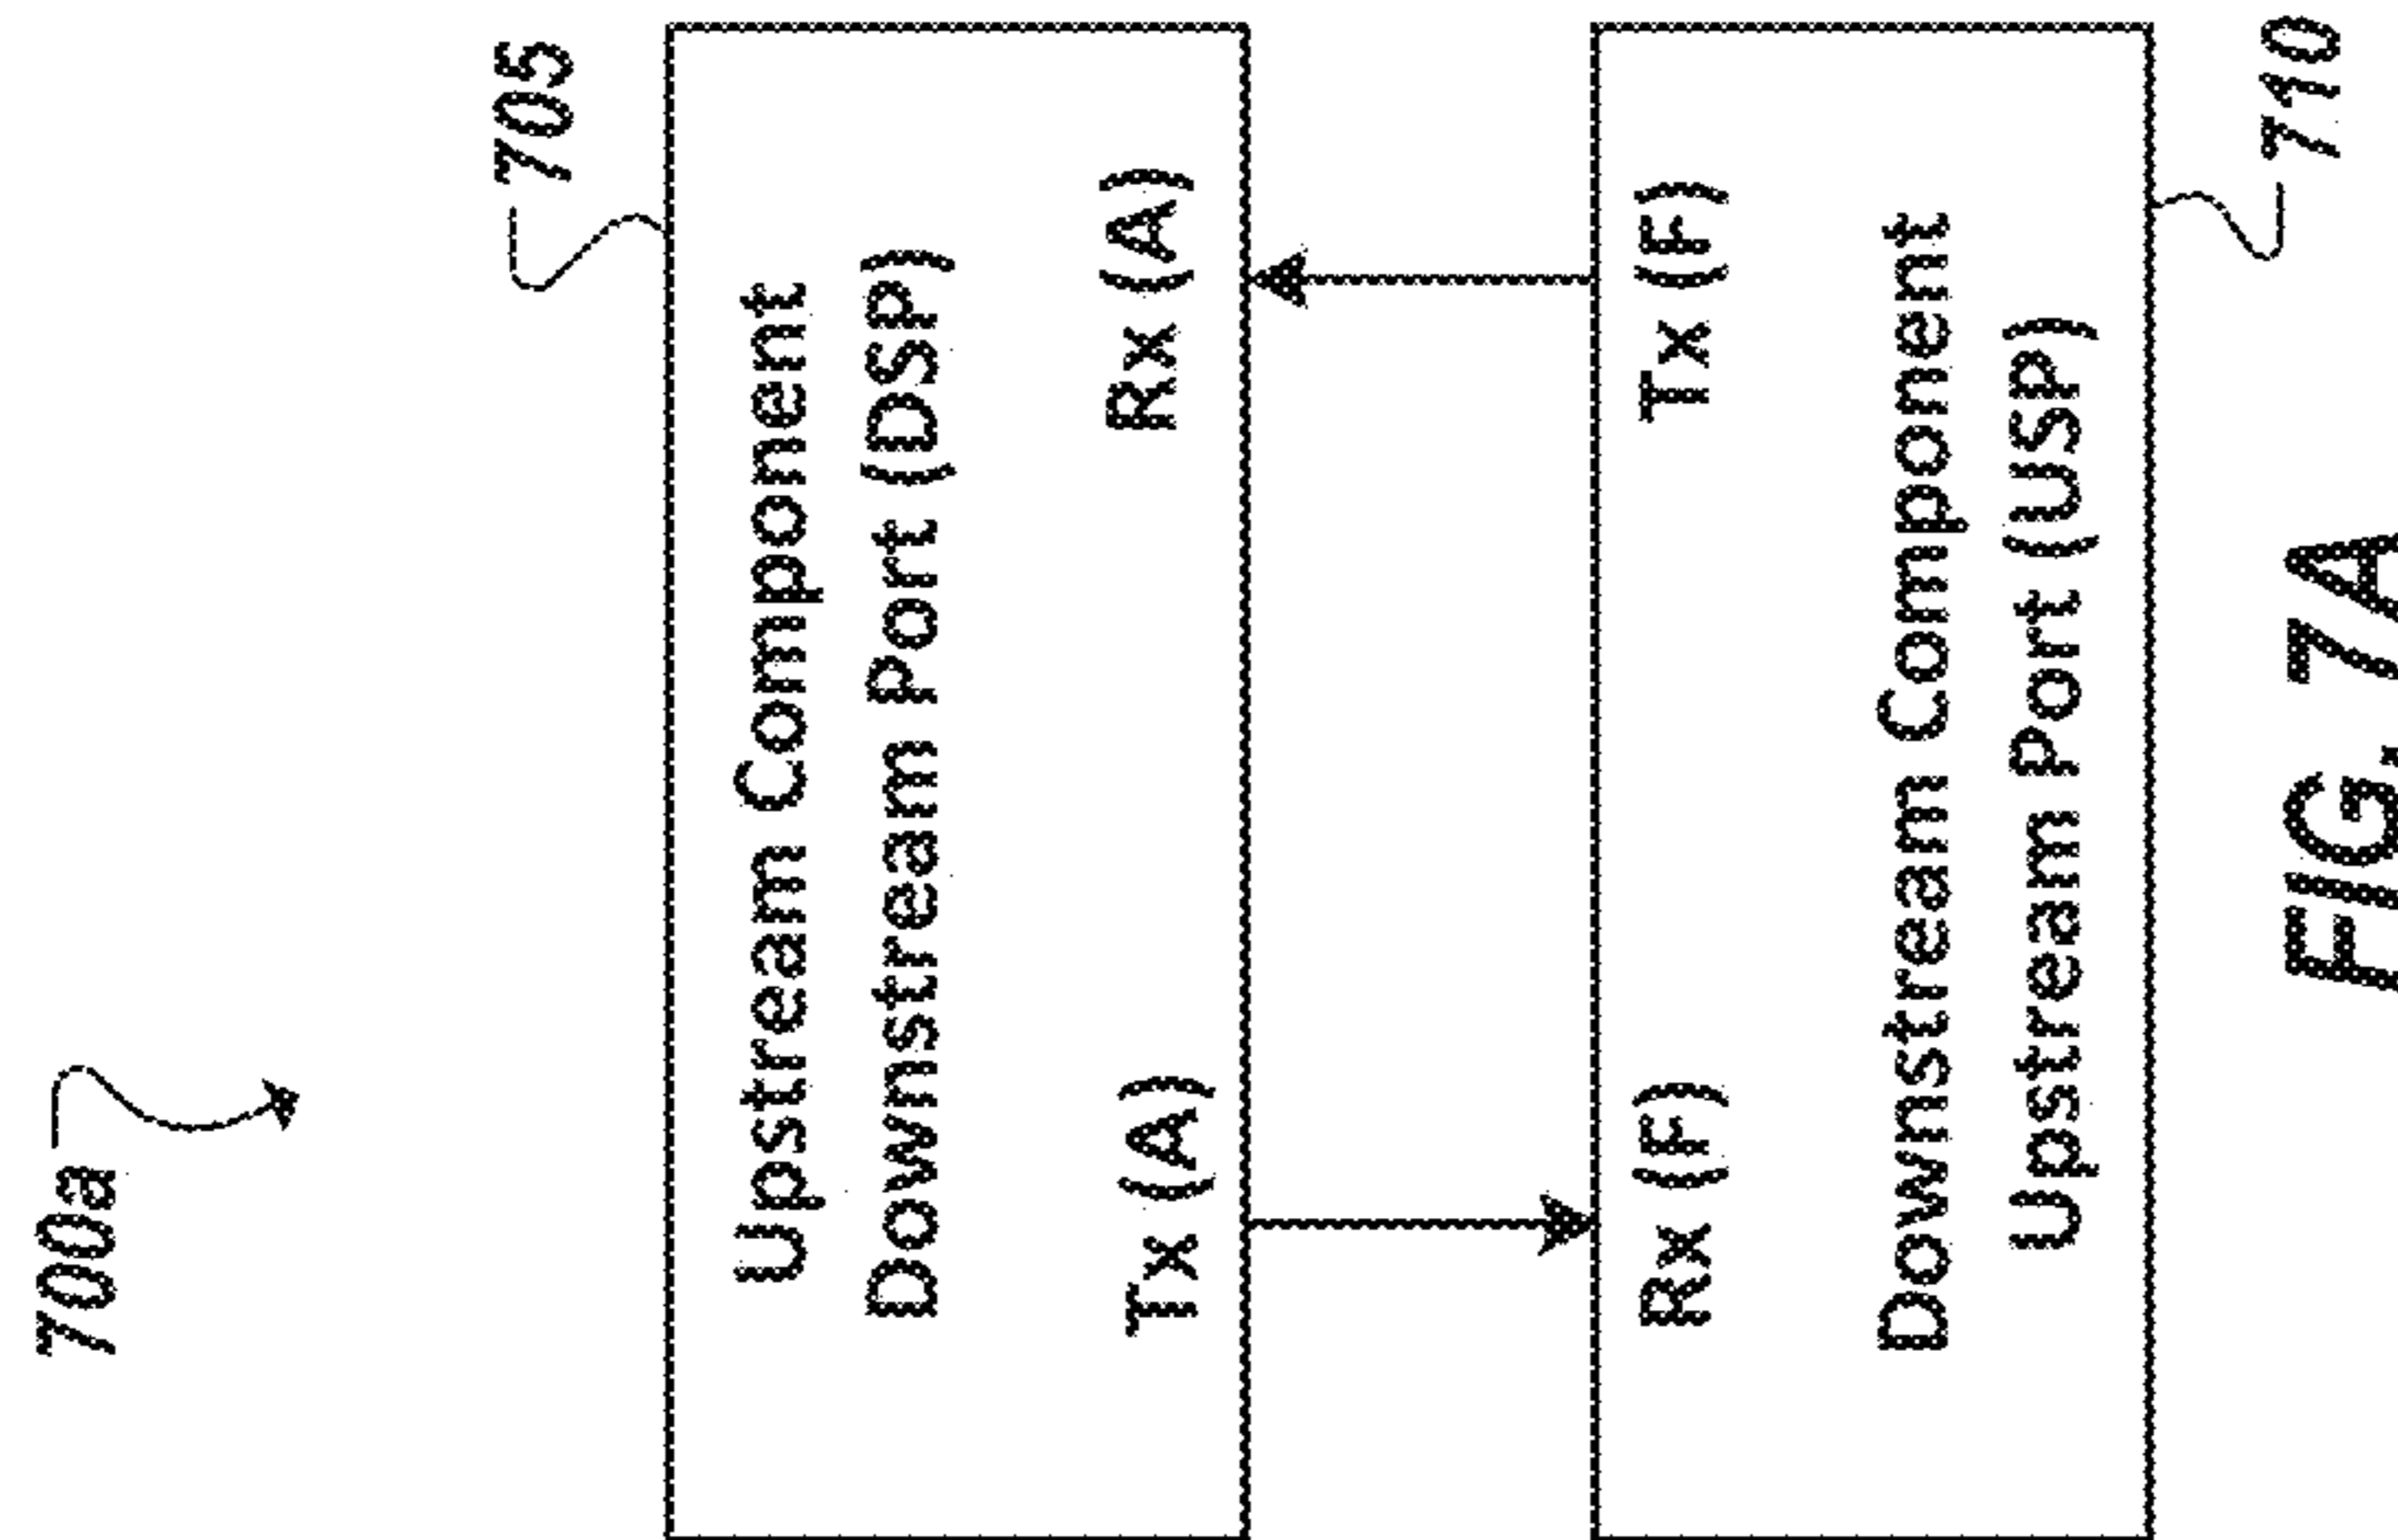 700a
705
Upstream Component
Downstream Port (DSP)
Tx (A) Rx (A)
Rx (F) Tx (F)
Downstream Component
Upstream Port (USP)
710
FIG. 7A